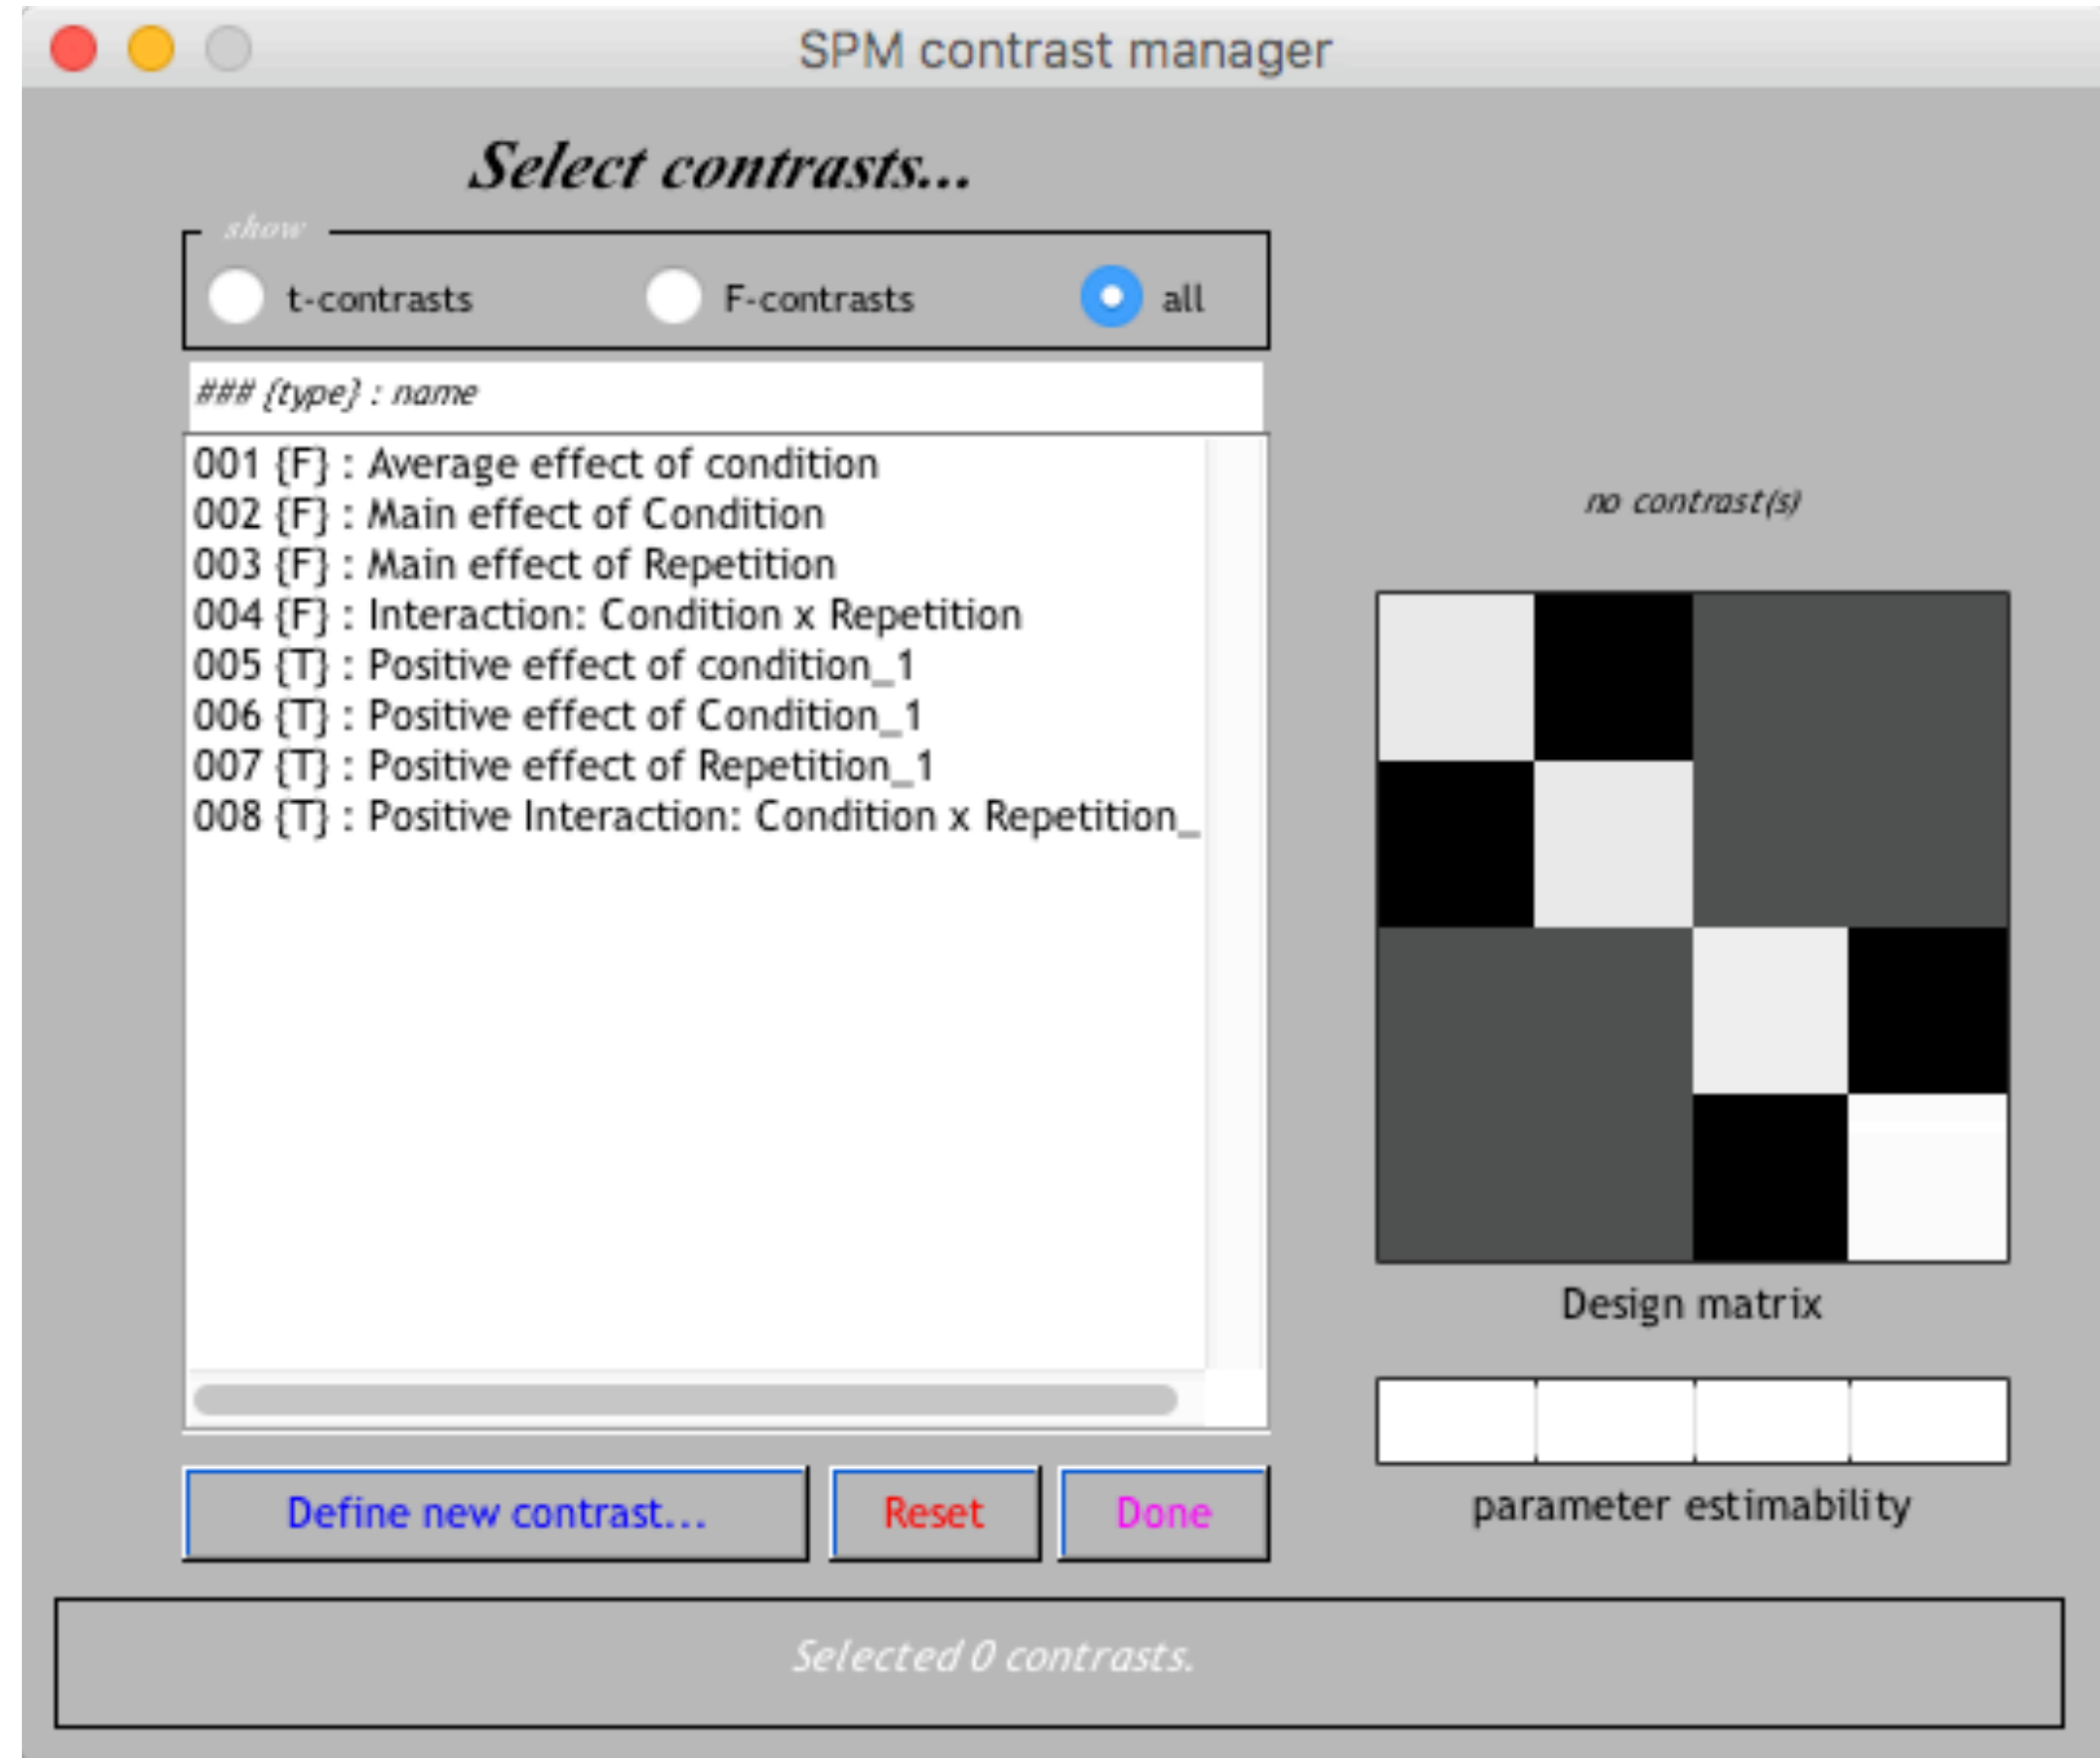 SPM contrast manager
Select contrasts...
show
t-contrasts F-contrasts all
### {type} : name
001 {F} : Average effect of condition
002 {F} : Main effect of Condition
003 {F} : Main effect of Repetition
004 {F} : Interaction: Condition x Repetition
005 {T} : Positive effect of condition_1
006 {T} : Positive effect of Condition_1
007 {T} : Positive effect of Repetition_1
008 {T} : Positive Interaction: Condition x Repetition_
no contrast(s)
Design matrix
parameter estimability
Define new contrast... Reset Done
Selected 0 contrasts.